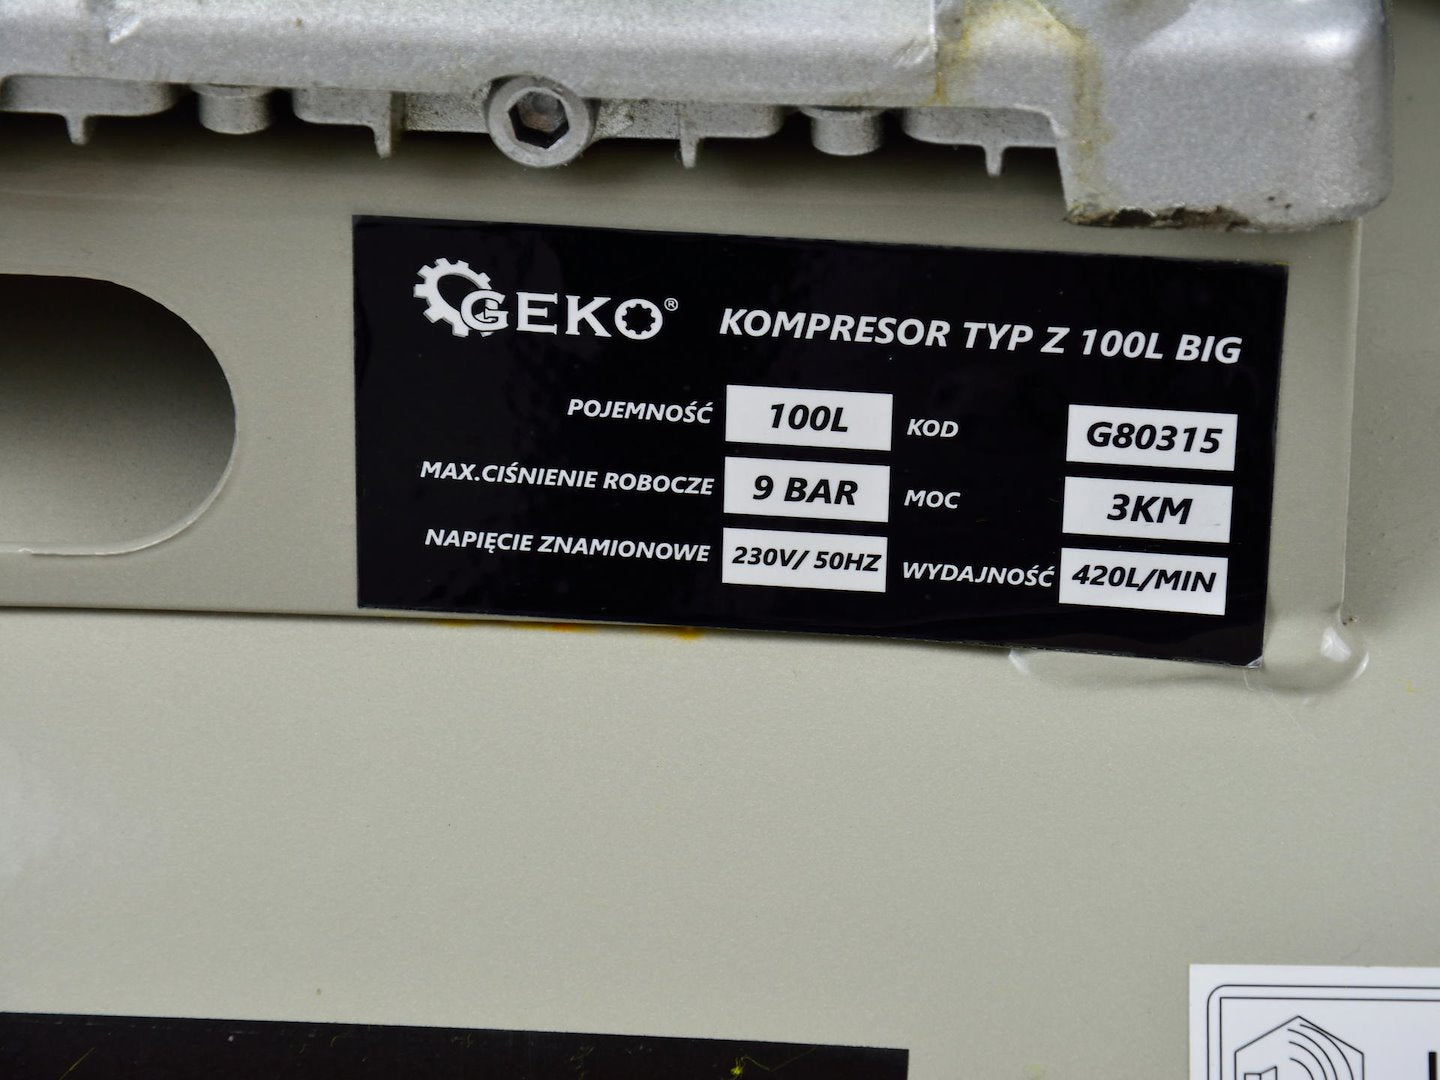 GEKO®
KOMPRESOR TYP Z 100L BIG
POJEMNOŚĆ 100L KOD G80315
MAX.CIŚNIENIE ROBOCZE 9 BAR MOC 3KM
NAPIĘCIE ZNAMIONOWE 230V/ 50HZ WYDAJNOŚĆ 420L/MIN